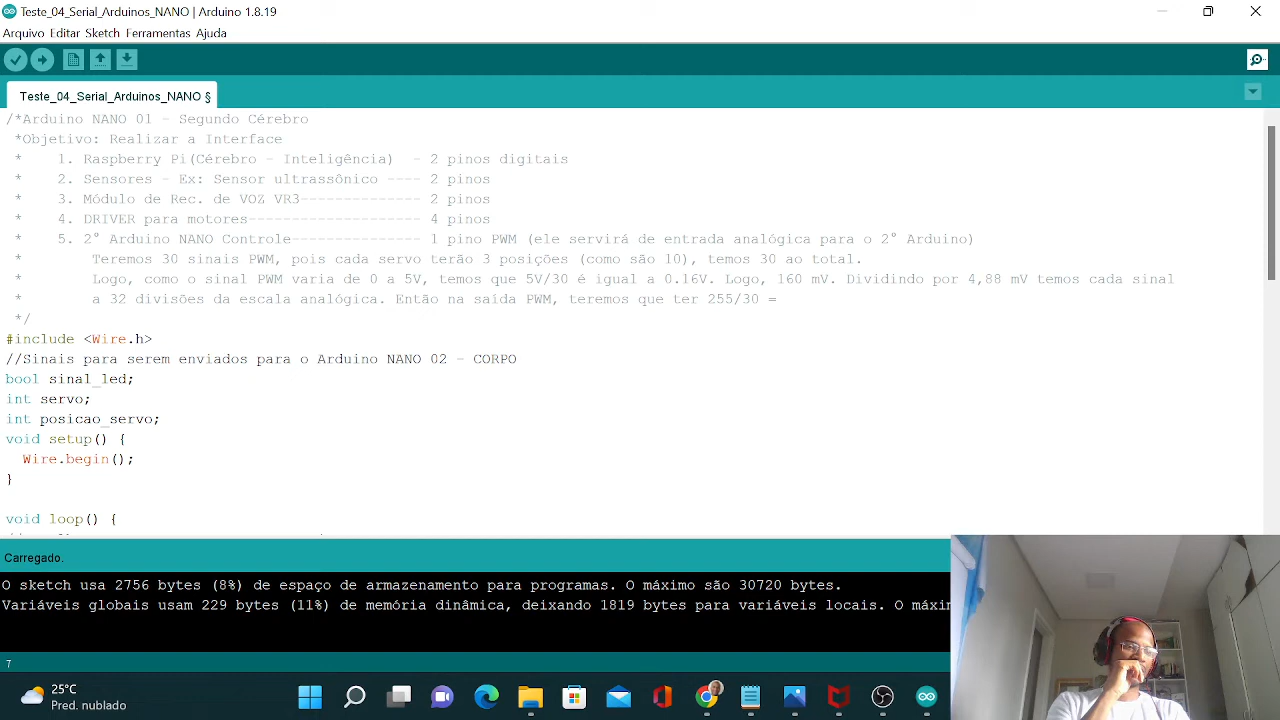 Teste_04_Serial_Arduinos_NANO | Arduino 1.8.19
Arquivo Editar Sketch Ferramentas Ajuda
Teste_04_Serial_Arduinos_NANO §
/*Arduino NANO 01 - Segundo Cérebro
*Objetivo: Realizar a Interface
* 1. Raspberry Pi(Cérebro - Inteligência) - 2 pinos digitais
* 2. Sensores - Ex: Sensor ultrassônico ---- 2 pinos
* 3. Módulo de Rec. de VOZ VR3-------------- 2 pinos
* 4. DRIVER para motores-------------------- 4 pinos
* 5. 2° Arduino NANO Controle--------------- 1 pino PWM (ele servirá de entrada analógica para o 2° Arduino)
* Teremos 30 sinais PWM, pois cada servo terão 3 posições (como são 10), temos 30 ao total.
* Logo, como o sinal PWM varia de 0 a 5V, temos que 5V/30 é igual a 0.16V. Logo, 160 mV. Dividindo por 4,88 mV temos cada sinal
* a 32 divisões da escala analógica. Então na saída PWM, teremos que ter 255/30 =
*/
#include <Wire.h>
//Sinais para serem enviados para o Arduino NANO 02 - CORPO
bool sinal_led;
int servo;
int posicao_servo;
void setup() {
Wire.begin();
}
void loop() {
Carregado.
O sketch usa 2756 bytes (8%) de espaço de armazenamento para programas. O máximo são 30720 bytes.
Variáveis globais usam 229 bytes (11%) de memória dinâmica, deixando 1819 bytes para variáveis locais. O máxim
7
25°C
Pred. nublado